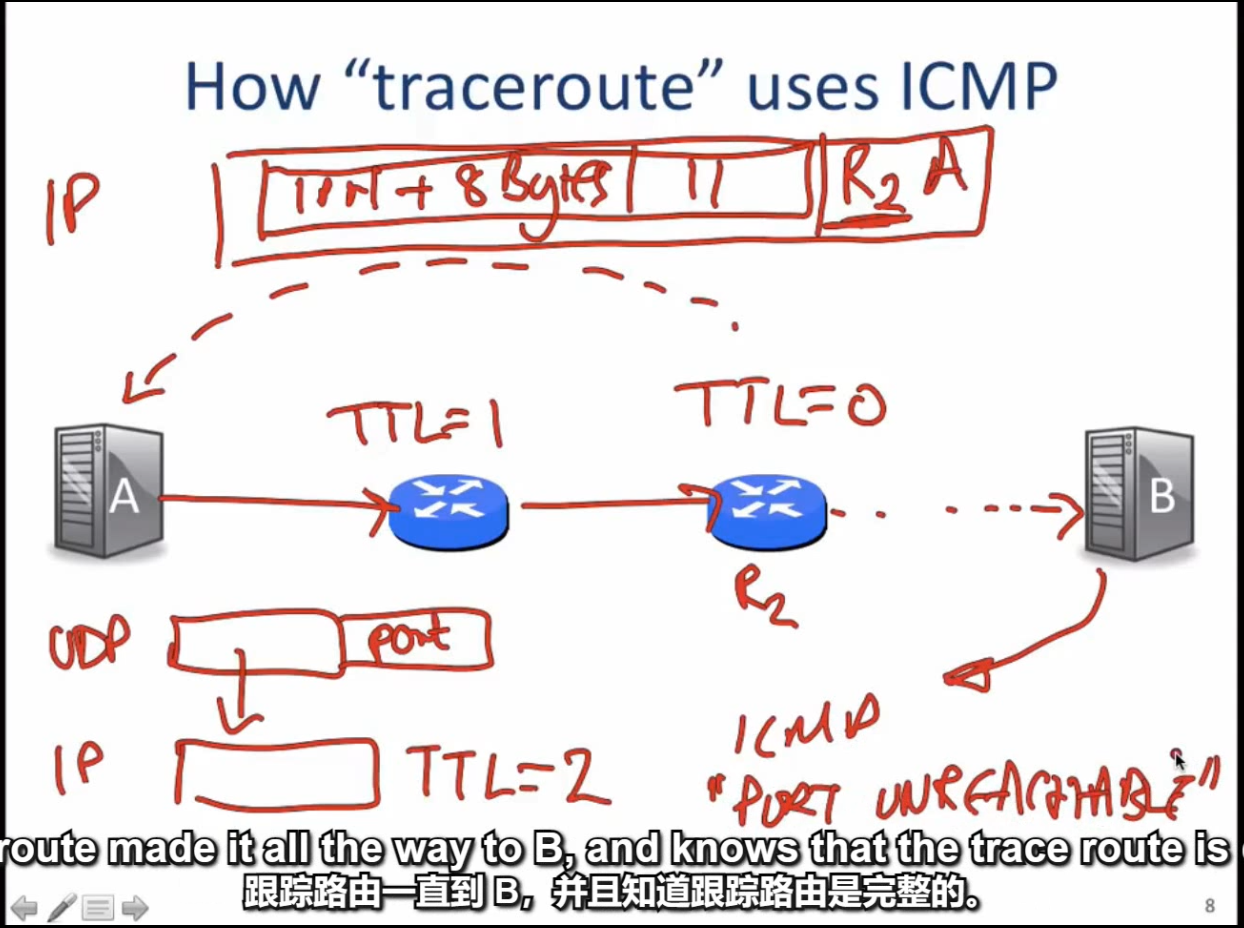 How “traceroute” uses ICMP
IP
IPH + 8 Bytes 11 R2 A
TTL=1
TTL=0
A
B
R2
UDP
port
IP
TTL=2
ICMP
"PORT UNREACHABLE"
route made it all the way to B, and knows that the trace route is
跟踪路由一直到 B，并且知道跟踪路由是完整的。
8